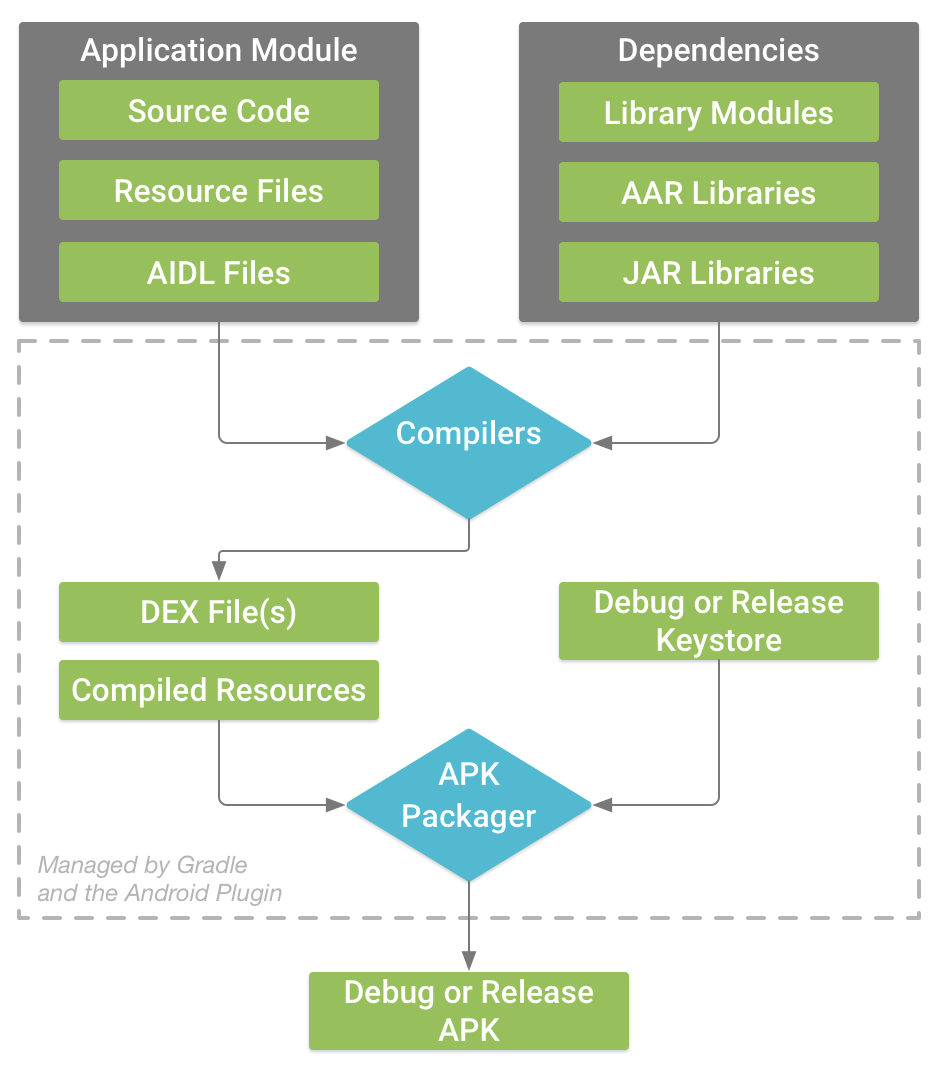 Application Module
Source Code
Resource Files
AIDL Files
Dependencies
Library Modules
AAR Libraries
JAR Libraries
Compilers
DEX File(s)
Compiled Resources
Debug or Release
Keystore
APK
Packager
Managed by Gradle
and the Android Plugin
Debug or Release
APK